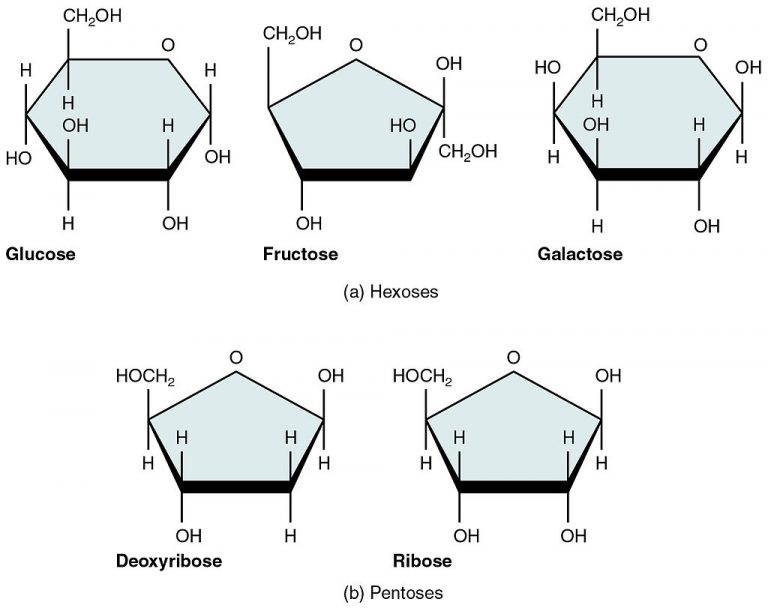 CH2OH
O
H
H
H
OH
H
HO
OH
H
OH
Glucose
CH2OH
O
OH
HO
CH2OH
OH
Fructose
CH2OH
O
HO
OH
H
OH
H
H
H
H
OH
Galactose
(a) Hexoses
HOCH2
O
OH
H
H
H
H
OH
H
Deoxyribose
HOCH2
O
OH
H
H
H
H
OH
OH
Ribose
(b) Pentoses